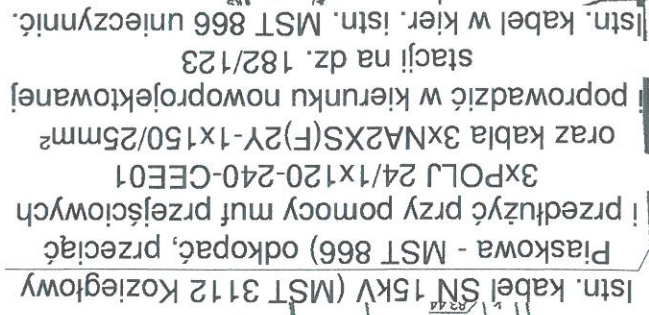 Istn. kabel SN 15kV (MST 3112 Koziegłowy
Piaskowa - MST 866) odkopać, przeciąć
i przedłużyć przy pomocy muf przejściowych
3xPOLJ 24/1x120-240-CEE01
oraz kabla 3xNA2XS(F)2Y-1x150/25mm²
i poprowadzić w kierunku nowoprojektowanej
stacji na dz. 182/123
Istn. kabel w kier. istn. MST 866 unieczynnić.